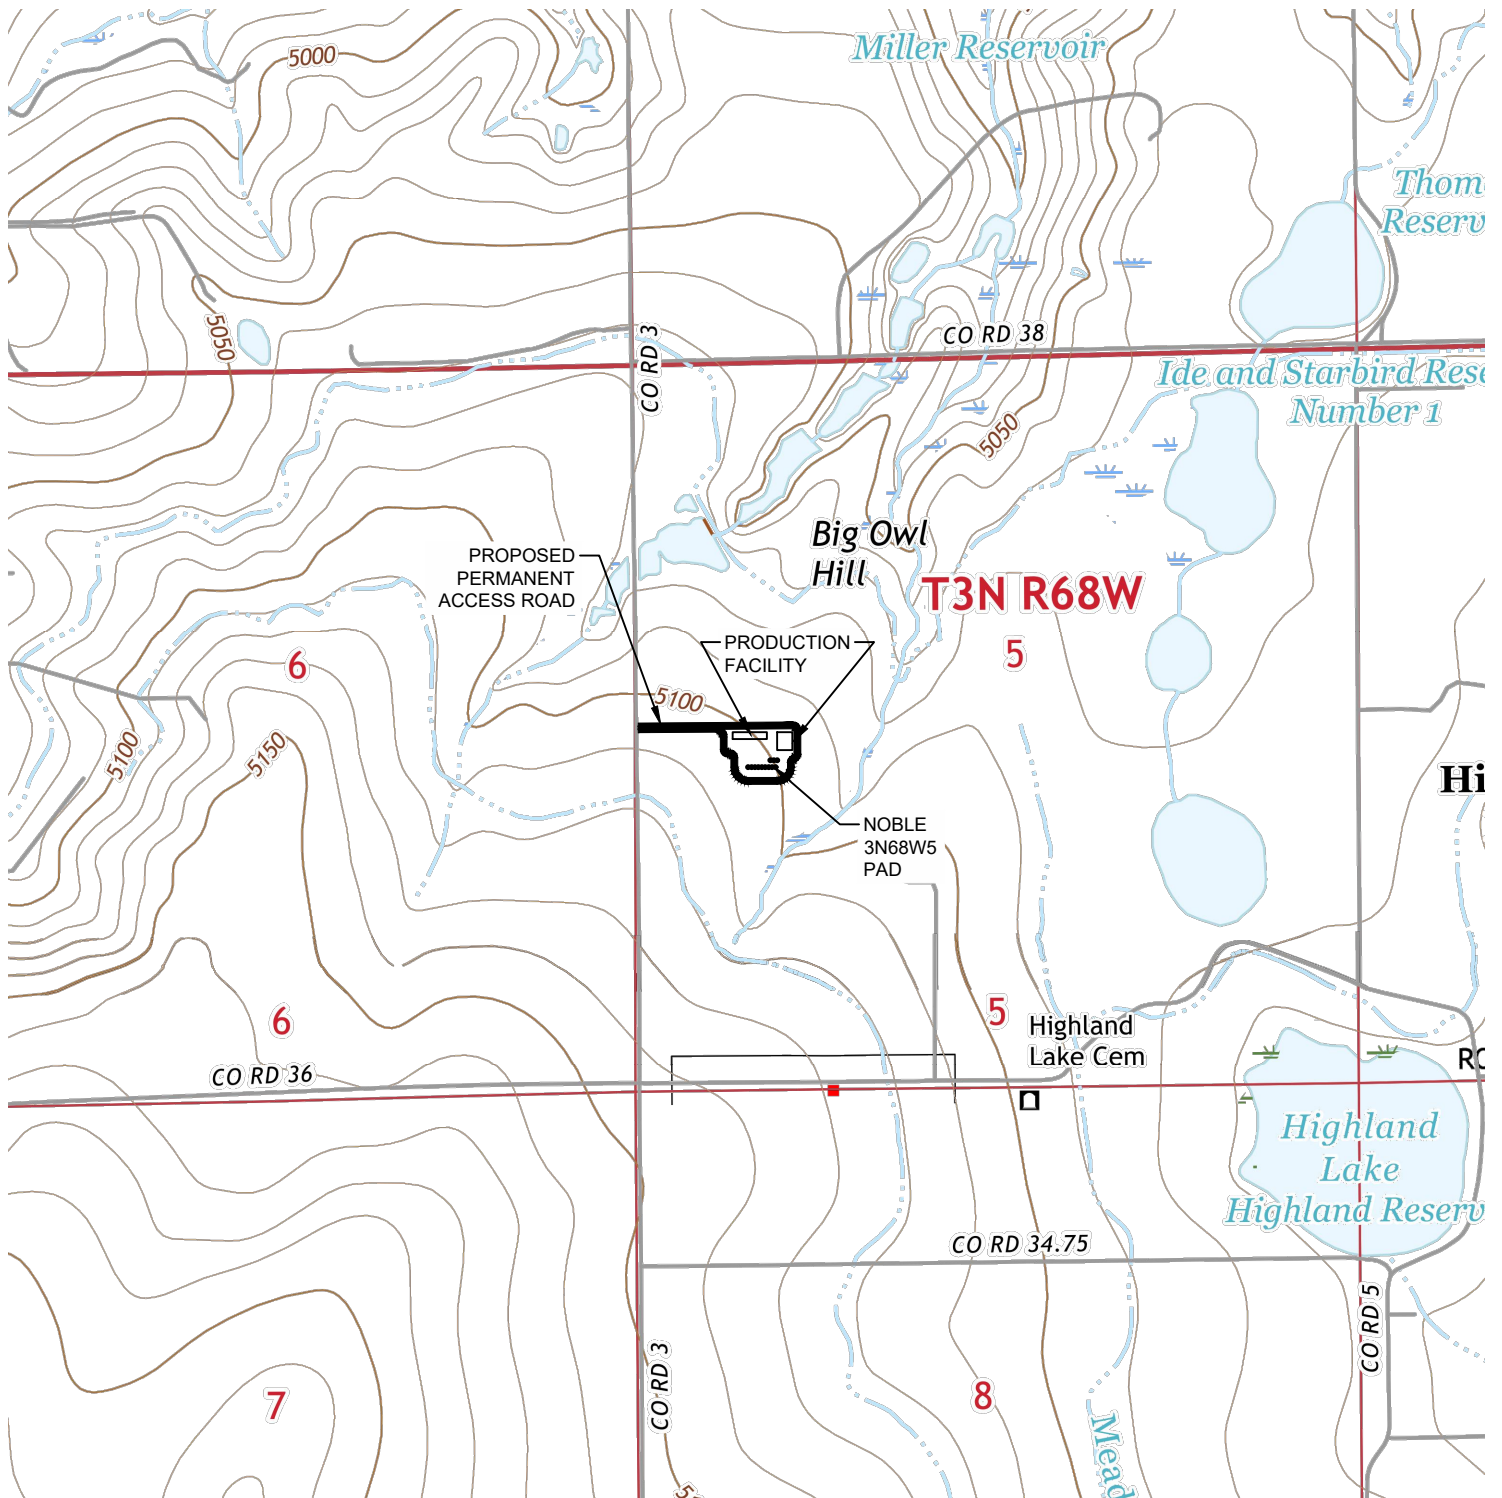 5000
Miller Reservoir
Thom
Reserv
5050
CO RD 3
CO RD 38
Ide and Starbird Rese
Number 1
5050
Big Owl
Hill
T3N R68W
PROPOSED
PERMANENT
ACCESS ROAD
PRODUCTION
FACILITY
5
6
5100
5100
5150
Hi
NOBLE
3N68W5
PAD
6
5
Highland
Lake Cem
RO
CO RD 36
Highland
Lake
Highland Reserv
CO RD 34.75
CO RD 5
CO RD 3
7
8
Mead